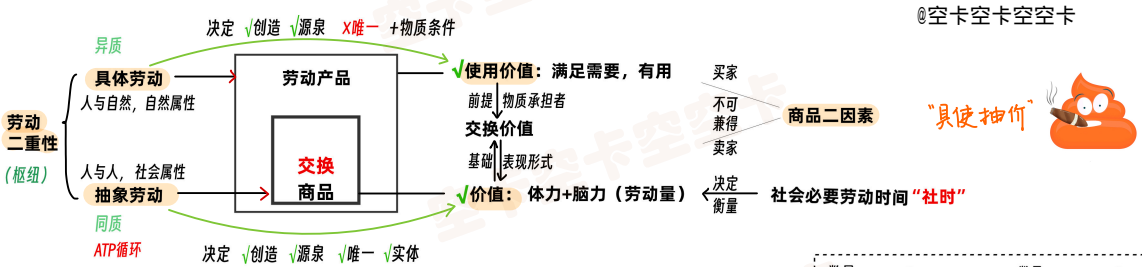 @空卡空卡空空卡
决定 √创造 √源泉 X唯一 +物质条件
异质
具体劳动
劳动产品
√使用价值：满足需要，有用
买家
人与自然，自然属性
前提 物质承担者
不可
兼得
商品二因素
“具使抽价”
劳动
二重性
交换价值
（枢纽）
交换
商品
基础 表现形式
卖家
人与人，社会属性
抽象劳动
√价值：体力+脑力（劳动量）
决定
衡量
社会必要劳动时间“社时”
同质
ATP循环
决定 √创造 √源泉 √唯一 √实体